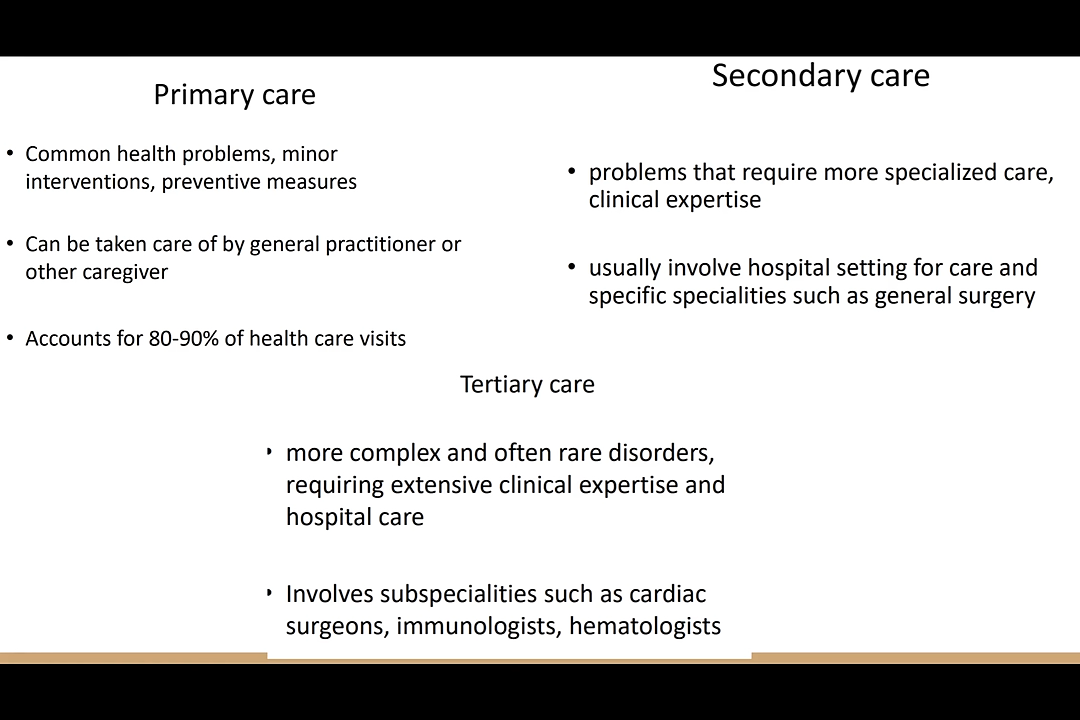 Primary care
• Common health problems, minor
interventions, preventive measures
• Can be taken care of by general practitioner or
other caregiver
• Accounts for 80-90% of health care visits
Secondary care
• problems that require more specialized care,
clinical expertise
• usually involve hospital setting for care and
specific specialities such as general surgery
Tertiary care
• more complex and often rare disorders,
requiring extensive clinical expertise and
hospital care
• Involves subspecialities such as cardiac
surgeons, immunologists, hematologists